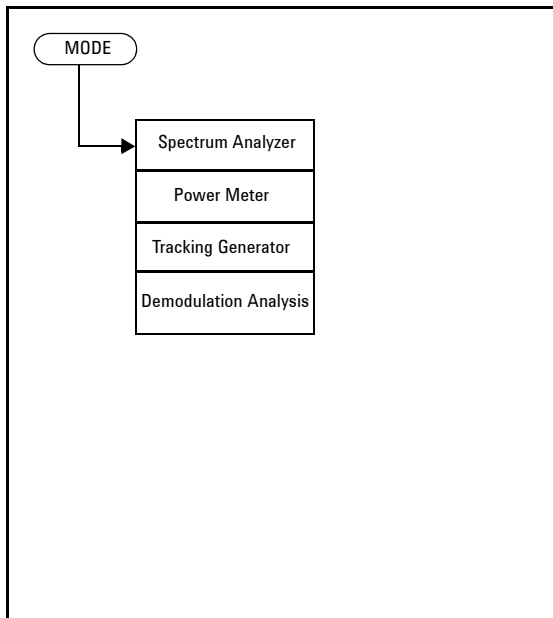 MODE
Spectrum Analyzer
Power Meter
Tracking Generator
Demodulation Analysis